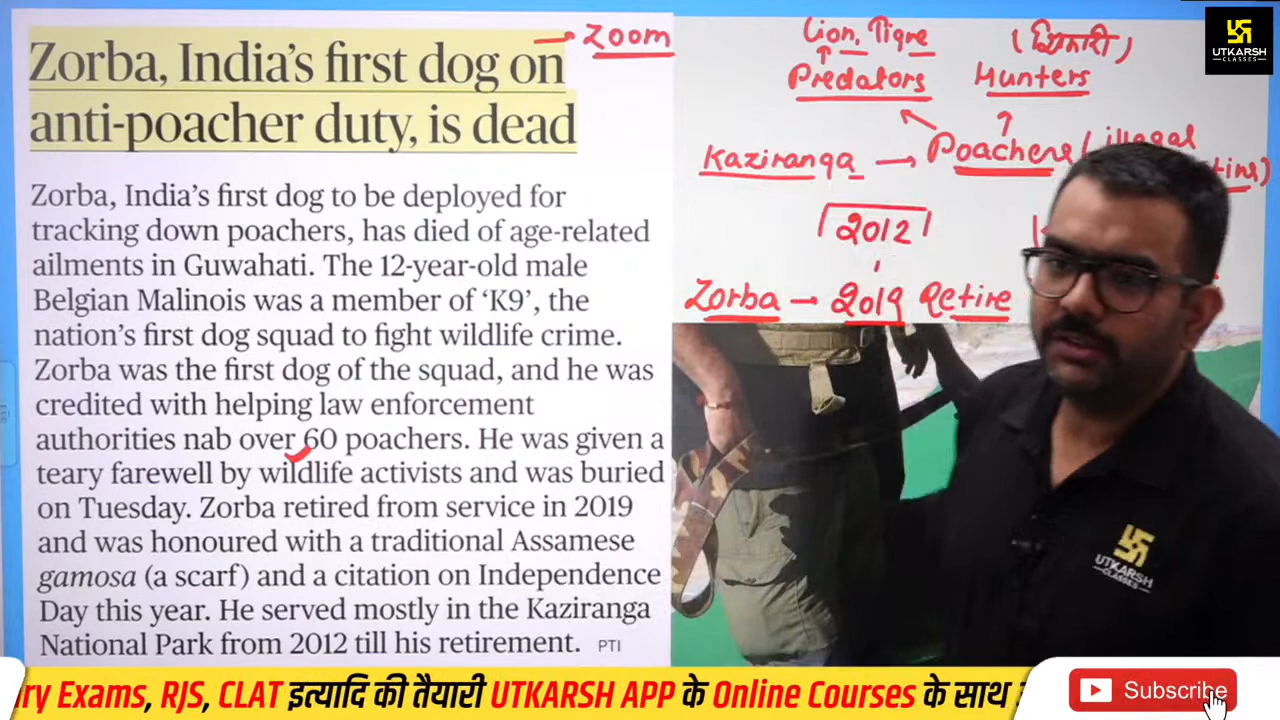 Zorba, India's first dog on
anti-poacher duty, is dead
Zorba, India's first dog to be deployed for
tracking down poachers, has died of age-related
ailments in Guwahati. The 12-year-old male
Belgian Malinois was a member of 'K9', the
nation's first dog squad to fight wildlife crime.
Zorba was the first dog of the squad, and he was
credited with helping law enforcement
authorities nab over 60 poachers. He was given a
teary farewell by wildlife activists and was buried
on Tuesday. Zorba retired from service in 2019
and was honoured with a traditional Assamese
gamosa (a scarf) and a citation on Independence
Day this year. He served mostly in the Kaziranga
National Park from 2012 till his retirement. PTI
→ Zoom
Lion, Tigre
Predators
(शिकारी)
Hunters
Kaziranga → Poachers (illegal
2012
Zorba - 2019 Retire
UTKARSH
CLASSES
UTKARSH
CLASSES
ry Exams, RJS, CLAT इत्यादि की तैयारी UTKARSH APP के Online Courses के साथ
Subscribe